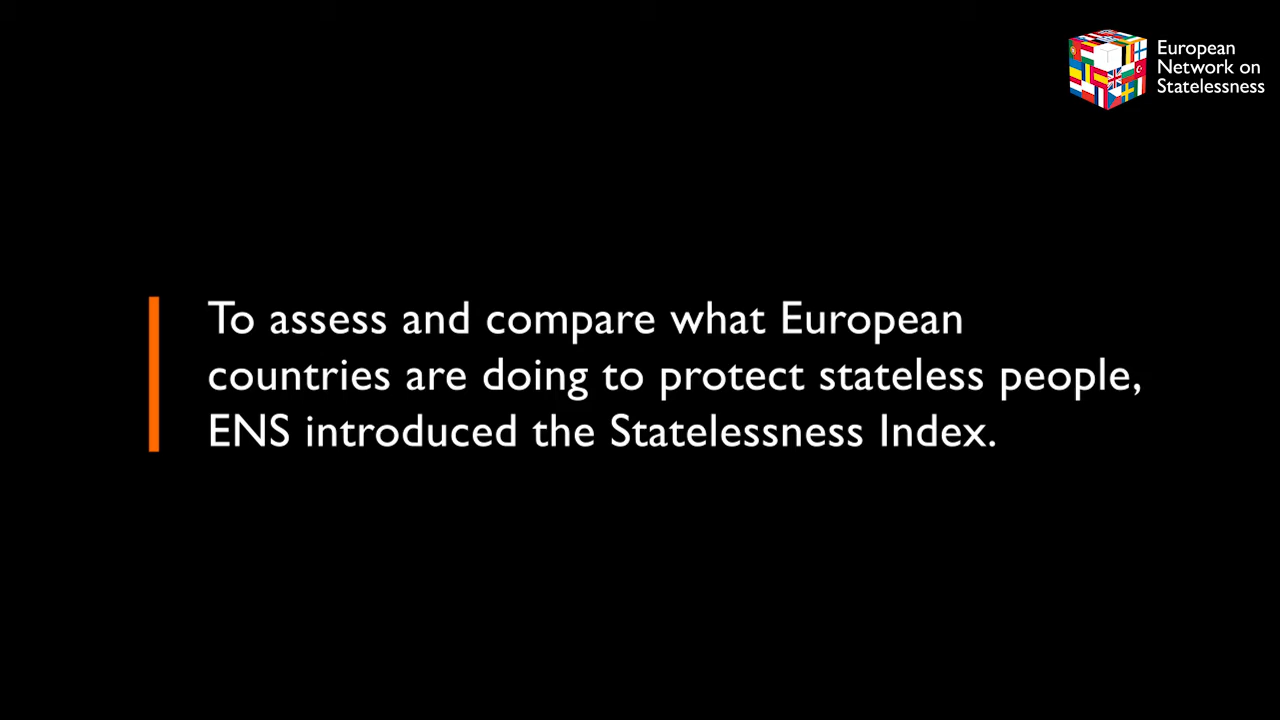 European
Network on
Statelessness
To assess and compare what European
countries are doing to protect stateless people,
ENS introduced the Statelessness Index.